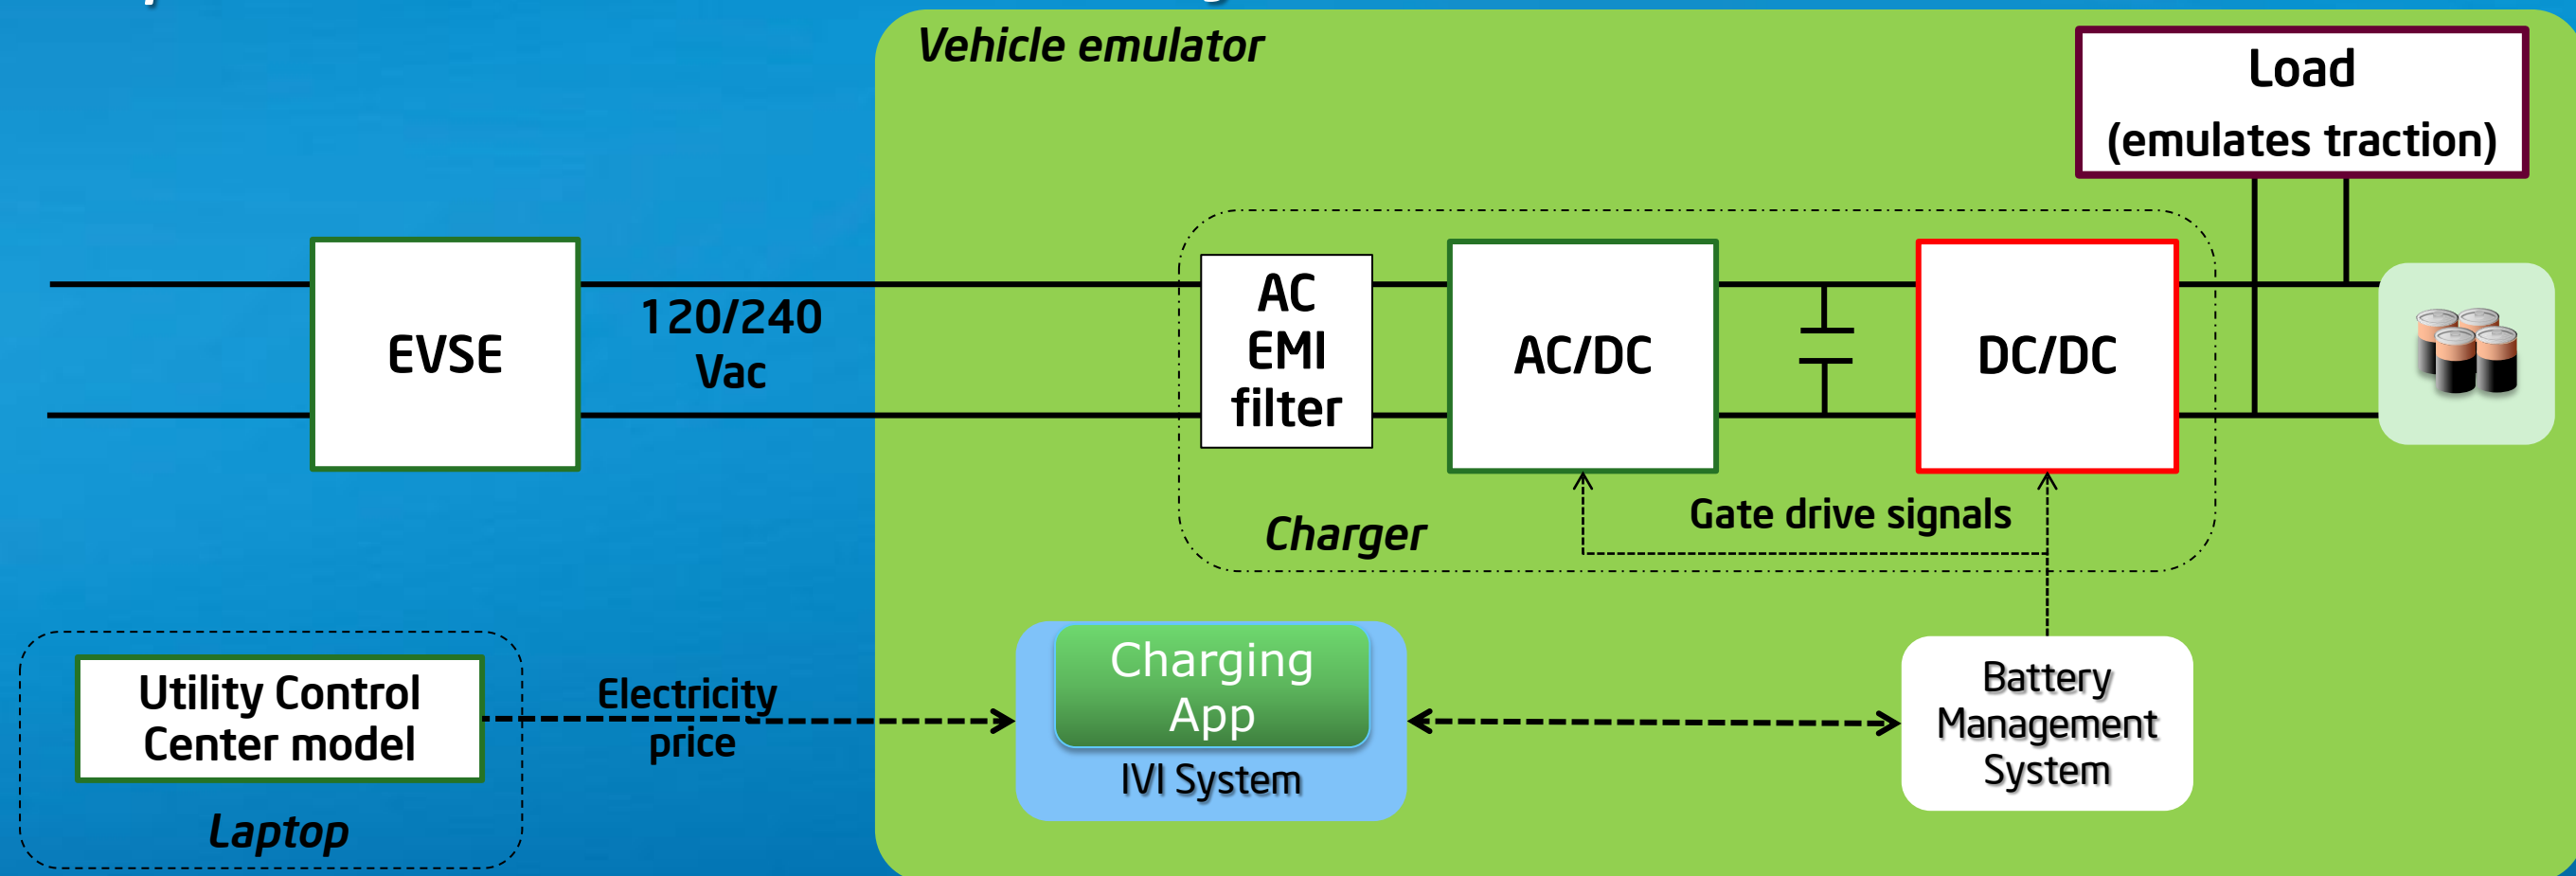 Vehicle emulator
Load
(emulates traction)
EVSE
120/240
Vac
AC
EMI
filter
AC/DC
DC/DC
Gate drive signals
Charger
Utility Control
Center model
Laptop
Electricity
price
Charging
App
IVI System
Battery
Management
System